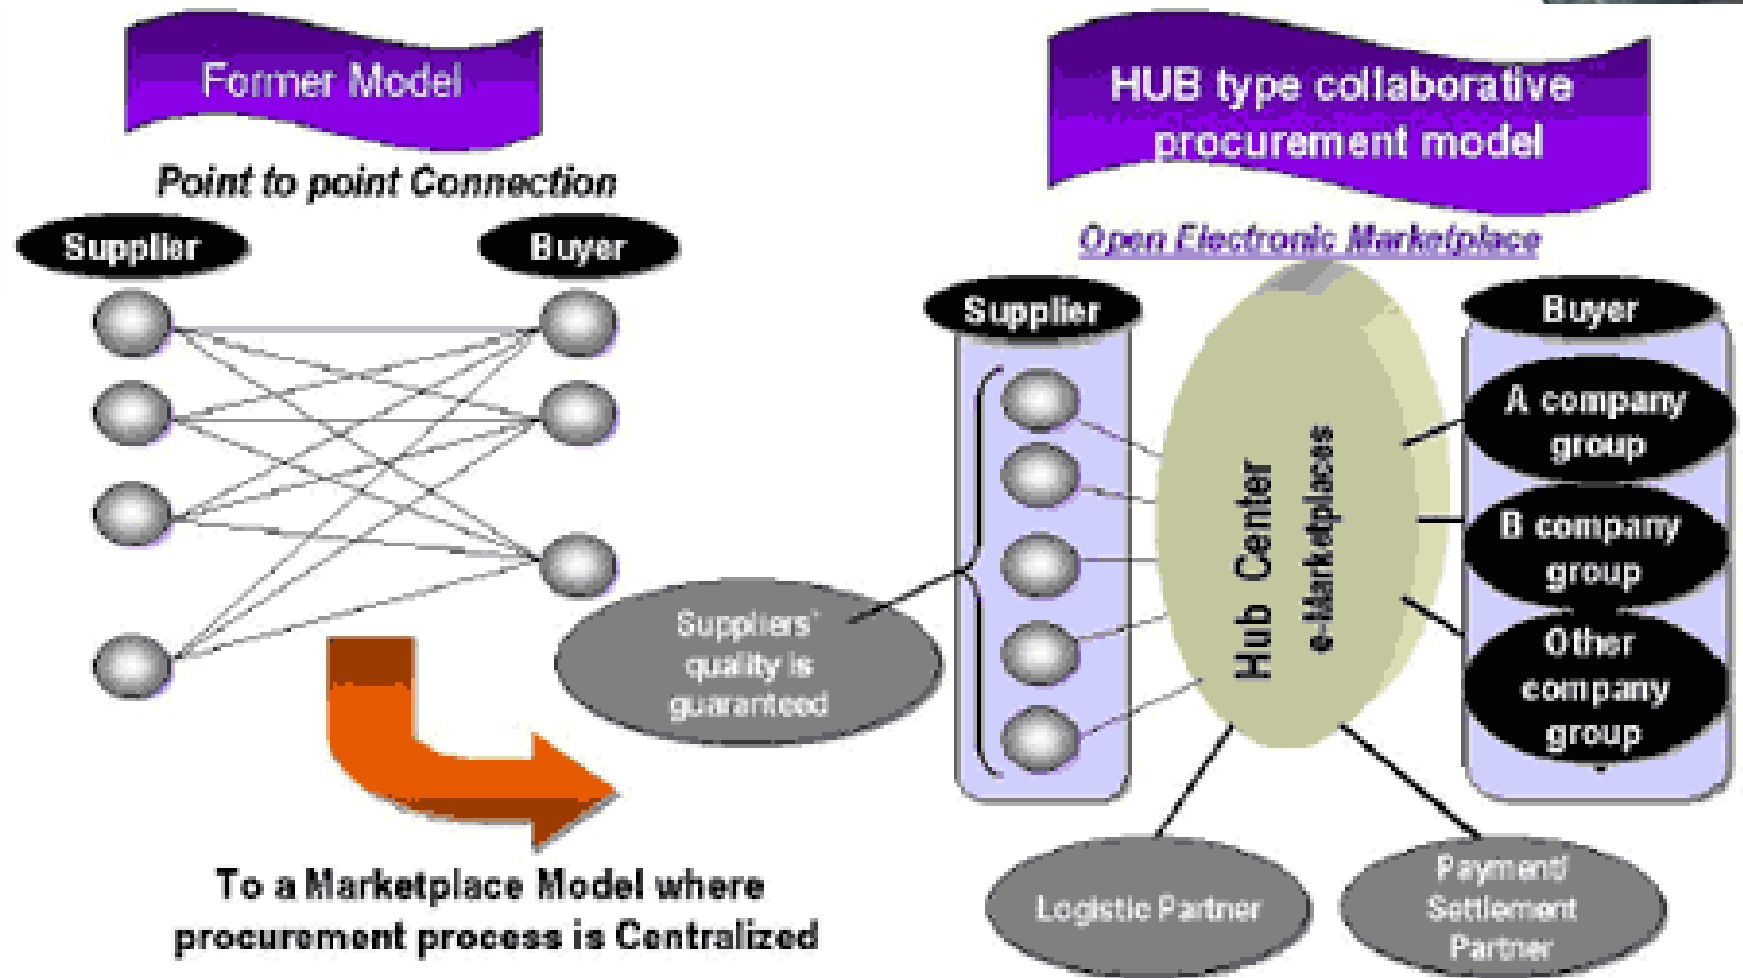 Former Model
Point to point Connection
Supplier
Buyer
Suppliers'
quality is
guaranteed
To a Marketplace Model where
procurement process is Centralized
HUB type collaborative
procurement model
Open Electronic Marketplace
Supplier
Hub Center
e-Marketplaces
Buyer
A company
group
B company
group
Other
company
group
Logistic Partner
Payment/
Settlement
Partner